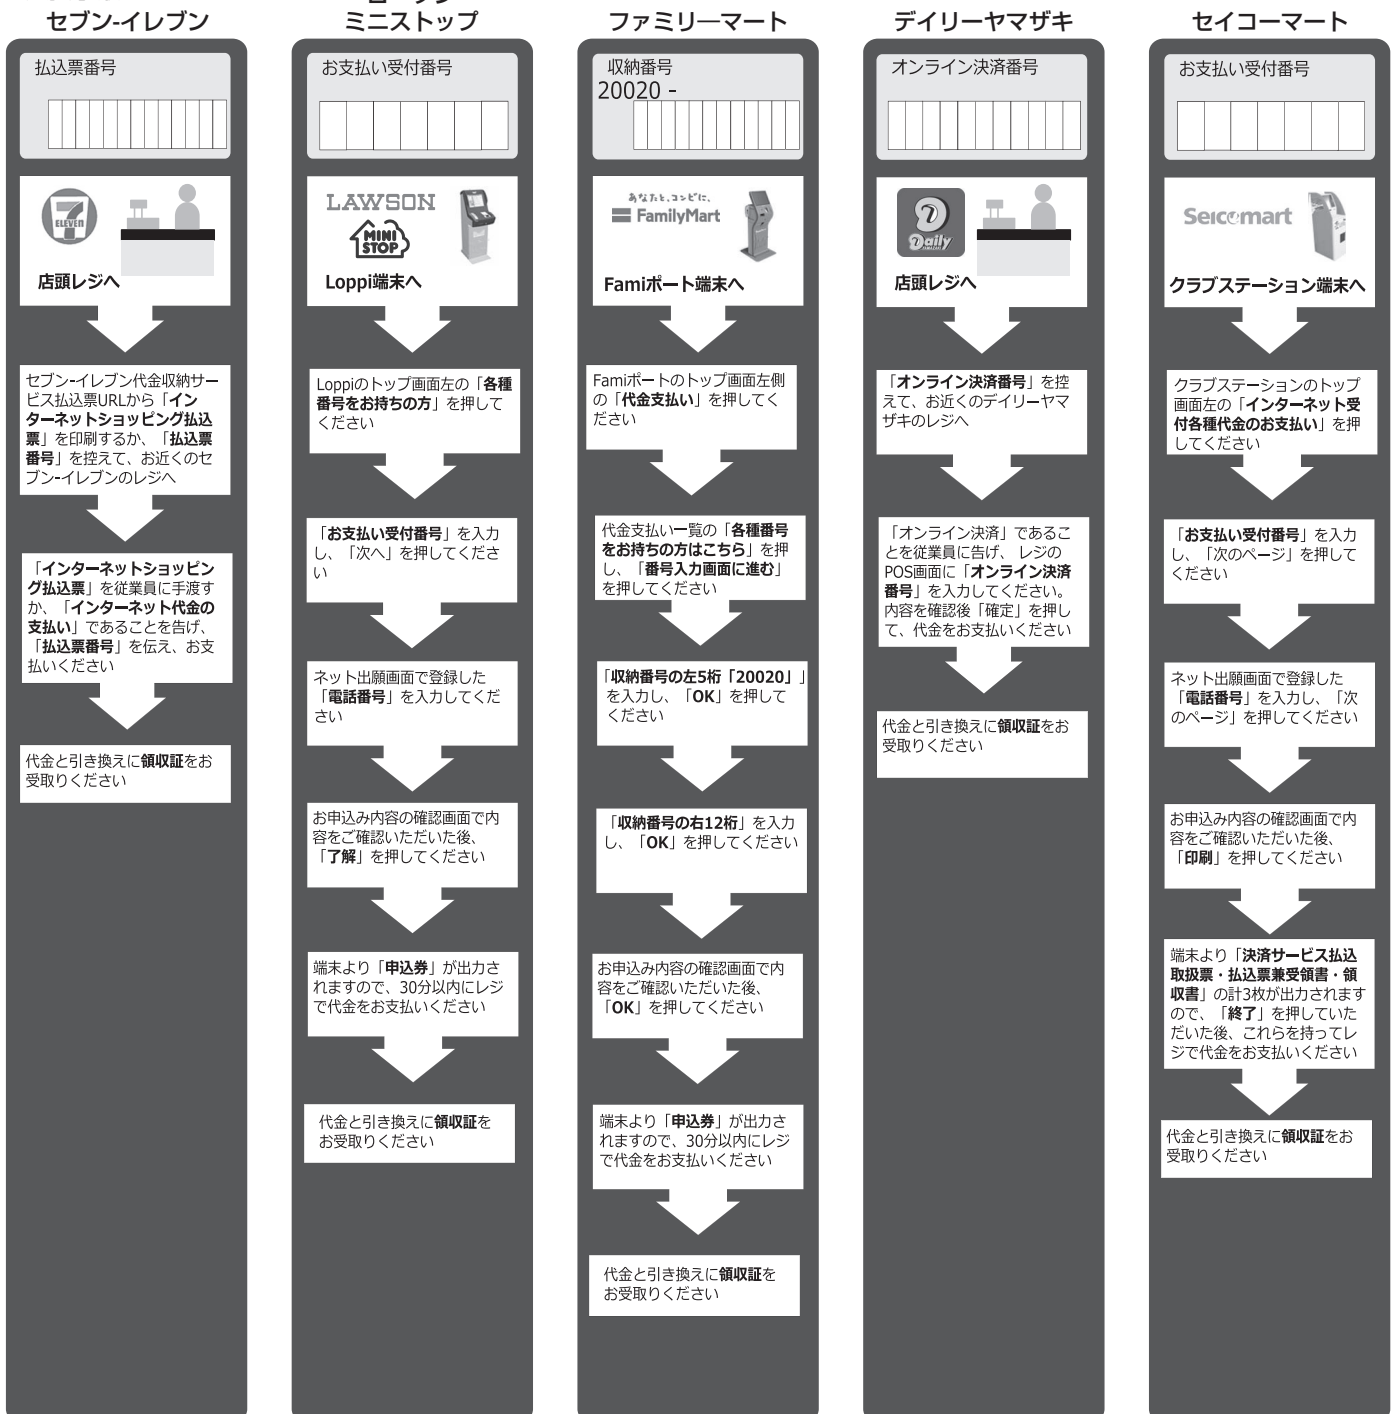 セブン-イレブン
払込票番号
7
ELEVEN
店頭レジへ
セブン-イレブン代金収納サー
ビス払込票URLから「イン
ターネットショッピング払込
票」を印刷するか、「払込票
番号」を控えて、お近くのセ
ブン-イレブンのレジへ
「インターネットショッピン
グ払込票」を従業員に手渡す
か、「インターネット代金の
支払い」であることを告げ、
「払込票番号」を伝え、お支
払いください
代金と引き換えに領収証をお
受取りください
ミニストップ
お支払い受付番号
LAWSON
MINI
STOP
Loppi端末へ
Loppiのトップ画面左の「各種
番号をお持ちの方」を押して
ください
「お支払い受付番号」を入力
し、「次へ」を押してくださ
い
ネット出願画面で登録した
「電話番号」を入力してくだ
さい
お申込み内容の確認画面で内
容をご確認いただいた後、
「了解」を押してください
端末より「申込券」が出力さ
れますので、30分以内にレジ
で代金をお支払いください
代金と引き換えに領収証を
お受取りください
ファミリ―マート
収納番号
20020 -
あなたと、コンビに、
FamilyMart
Famiポート端末へ
Famiポートのトップ画面左側
の「代金支払い」を押してく
ださい
代金支払い一覧の「各種番号
をお持ちの方はこちら」を押
し、「番号入力画面に進む」
を押してください
「収納番号の左5桁「20020」」
を入力し、「OK」を押して
ください
「収納番号の右12桁」を入力
し、「OK」を押してください
お申込み内容の確認画面で内
容をご確認いただいた後、
「OK」を押してください
端末より「申込券」が出力さ
れますので、30分以内にレジ
で代金をお支払いください
代金と引き換えに領収証を
お受取りください
デイリーヤマザキ
オンライン決済番号
Daily
店頭レジへ
「オンライン決済番号」を控
えて、お近くのデイリーヤマ
ザキのレジへ
「オンライン決済」であるこ
とを従業員に告げ、 レジの
POS画面に「オンライン決済
番号」を入力してください。
内容を確認後「確定」を押し
て、代金をお支払いください
代金と引き換えに領収証をお
受取りください
セイコーマート
お支払い受付番号
Seicomart
クラブステーション端末へ
クラブステーションのトップ
画面左の「インターネット受
付各種代金のお支払い」を押
してください
「お支払い受付番号」を入力
し、「次のページ」を押して
ください
ネット出願画面で登録した
「電話番号」を入力し、「次
のページ」を押してください
お申込み内容の確認画面で内
容をご確認いただいた後、
「印刷」を押してください
端末より「決済サービス払込
取扱票・払込票兼受領書・領
収書」の計3枚が出力されます
ので、「終了」を押していた
だいた後、これらを持ってレ
ジで代金をお支払いください
代金と引き換えに領収証をお
受取りください